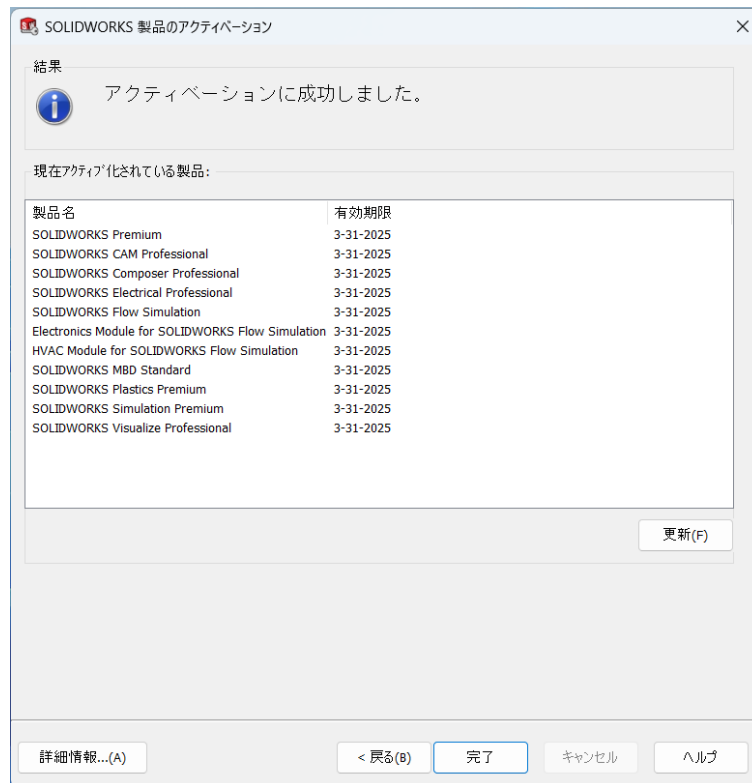 SOLIDWORKS 製品のアクティベーション
結果
アクティベーションに成功しました。
現在アクティブ化されている製品:
製品名 有効期限
SOLIDWORKS Premium 3-31-2025
SOLIDWORKS CAM Professional 3-31-2025
SOLIDWORKS Composer Professional 3-31-2025
SOLIDWORKS Electrical Professional 3-31-2025
SOLIDWORKS Flow Simulation 3-31-2025
Electronics Module for SOLIDWORKS Flow Simulation 3-31-2025
HVAC Module for SOLIDWORKS Flow Simulation 3-31-2025
SOLIDWORKS MBD Standard 3-31-2025
SOLIDWORKS Plastics Premium 3-31-2025
SOLIDWORKS Simulation Premium 3-31-2025
SOLIDWORKS Visualize Professional 3-31-2025
更新(F)
詳細情報...(A) < 戻る(B) 完了 キャンセル ヘルプ